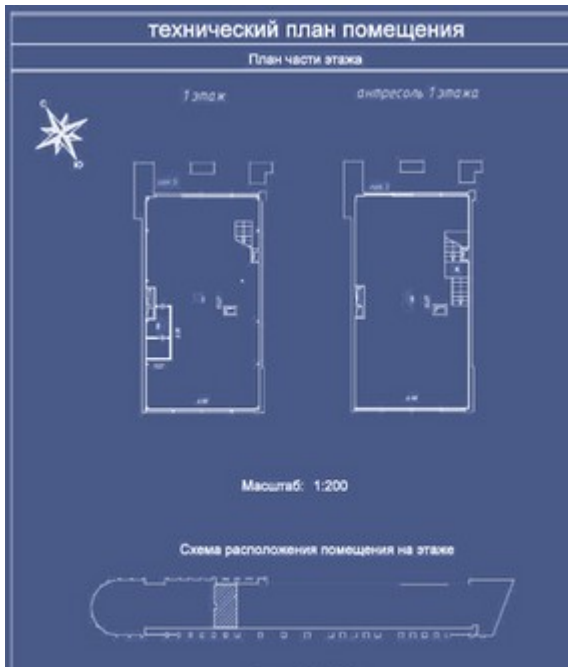 технический план помещения
План части этажа
1 этаж
антресоль 1 этажа
С
Ю
Масштаб: 1:200
Схема расположения помещения на этаже